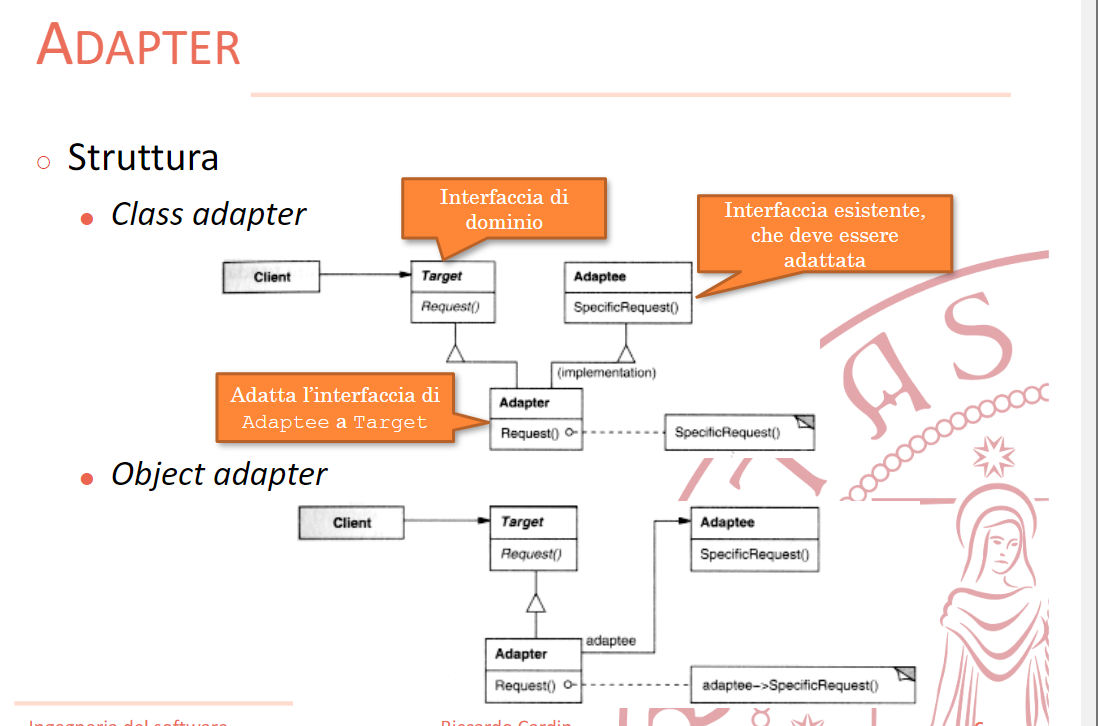 ADAPTER
Struttura
Class adapter
Interfaccia di
dominio
Interfaccia esistente,
che deve essere
adattata
Client
Target
Request()
Adaptee
SpecificRequest()
(implementation)
Adatta l'interfaccia di
Adaptee a Target
Adapter
Request()
SpecificRequest()
Object adapter
Client
Target
Request()
Adaptee
SpecificRequest()
adaptee
Adapter
Request()
adaptee->SpecificRequest()
Ingegneria del software
Riccardo Cardin